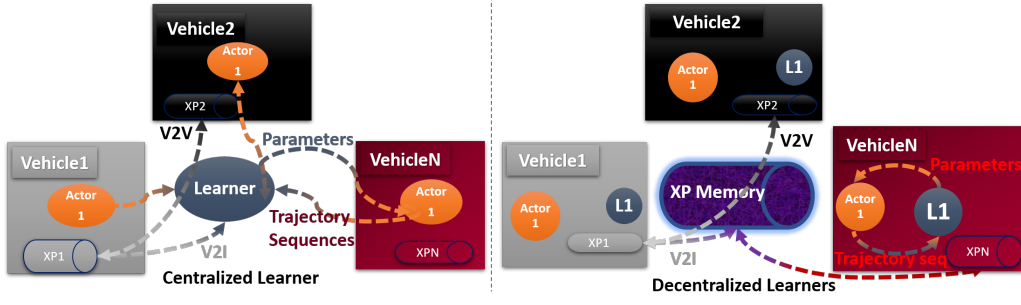 Vehicle2
Actor
1
XP2
V2V
Parameters
Vehicle1
VehicleN
Actor
1
Learner
Actor
1
Trajectory
Sequences
XP1
V2I
XPN
Centralized Learner
Vehicle2
Actor
1
L1
XP2
V2V
Vehicle1
VehicleN
Parameters
Actor
1
L1
XP Memory
Actor
1
L1
XP1
V2I
Trajectory seq
XPN
Decentralized Learners